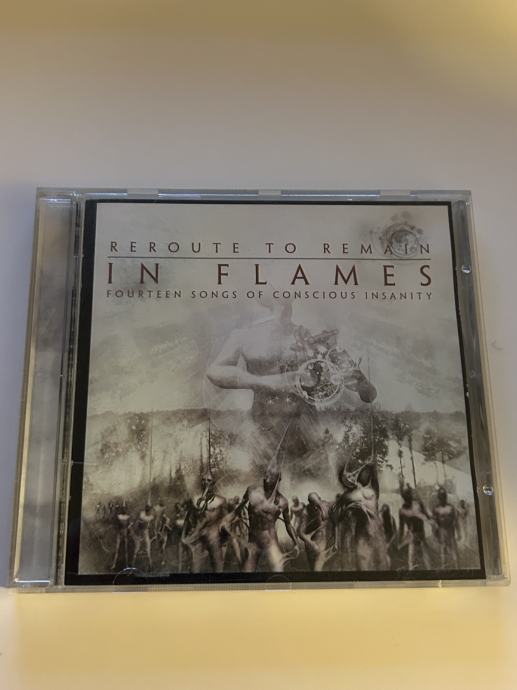 REROUTE TO REMAIN
IN FLAMES
FOURTEEN SONGS OF CONSCIOUS INSANITY